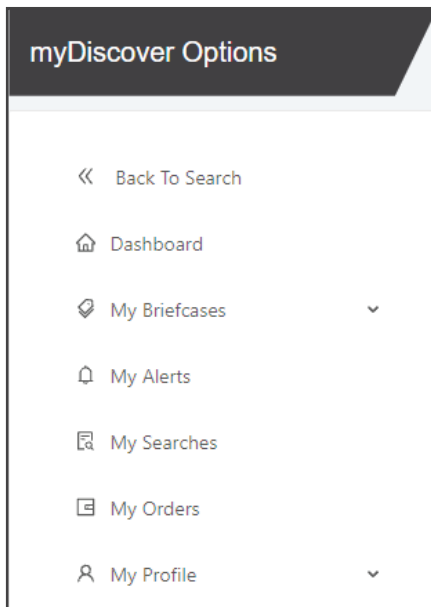 myDiscover Options
Back To Search
Dashboard
My Briefcases
My Alerts
My Searches
My Orders
My Profile